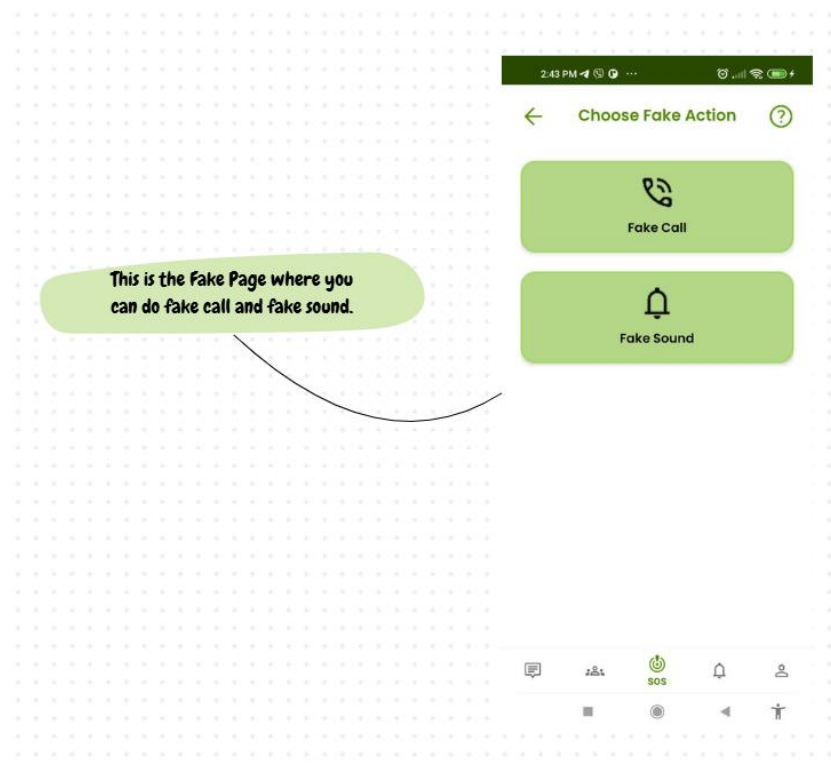 2:43 PM
Choose Fake Action
Fake Call
This is the Fake Page where you
can do fake call and fake sound.
Fake Sound
SOS